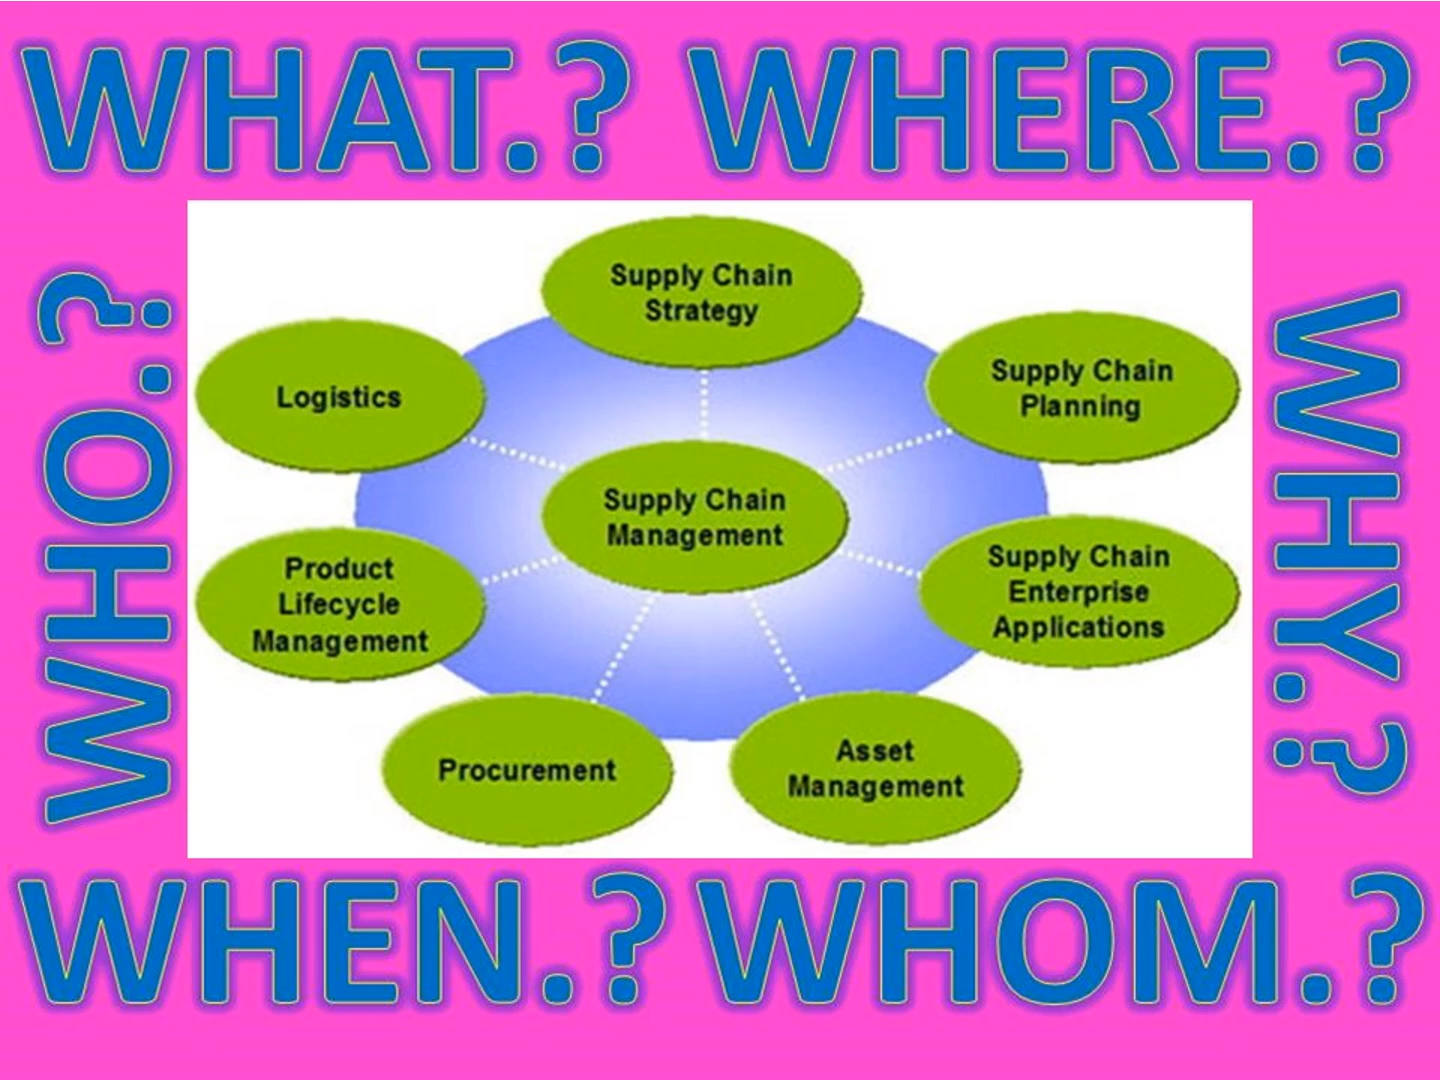 WHAT.? WHERE.?
WHO.?
WHY.?
Supply Chain
Strategy
Logistics
Supply Chain
Planning
Supply Chain
Management
Product
Lifecycle
Management
Supply Chain
Enterprise
Applications
Procurement
Asset
Management
WHEN.? WHOM.?